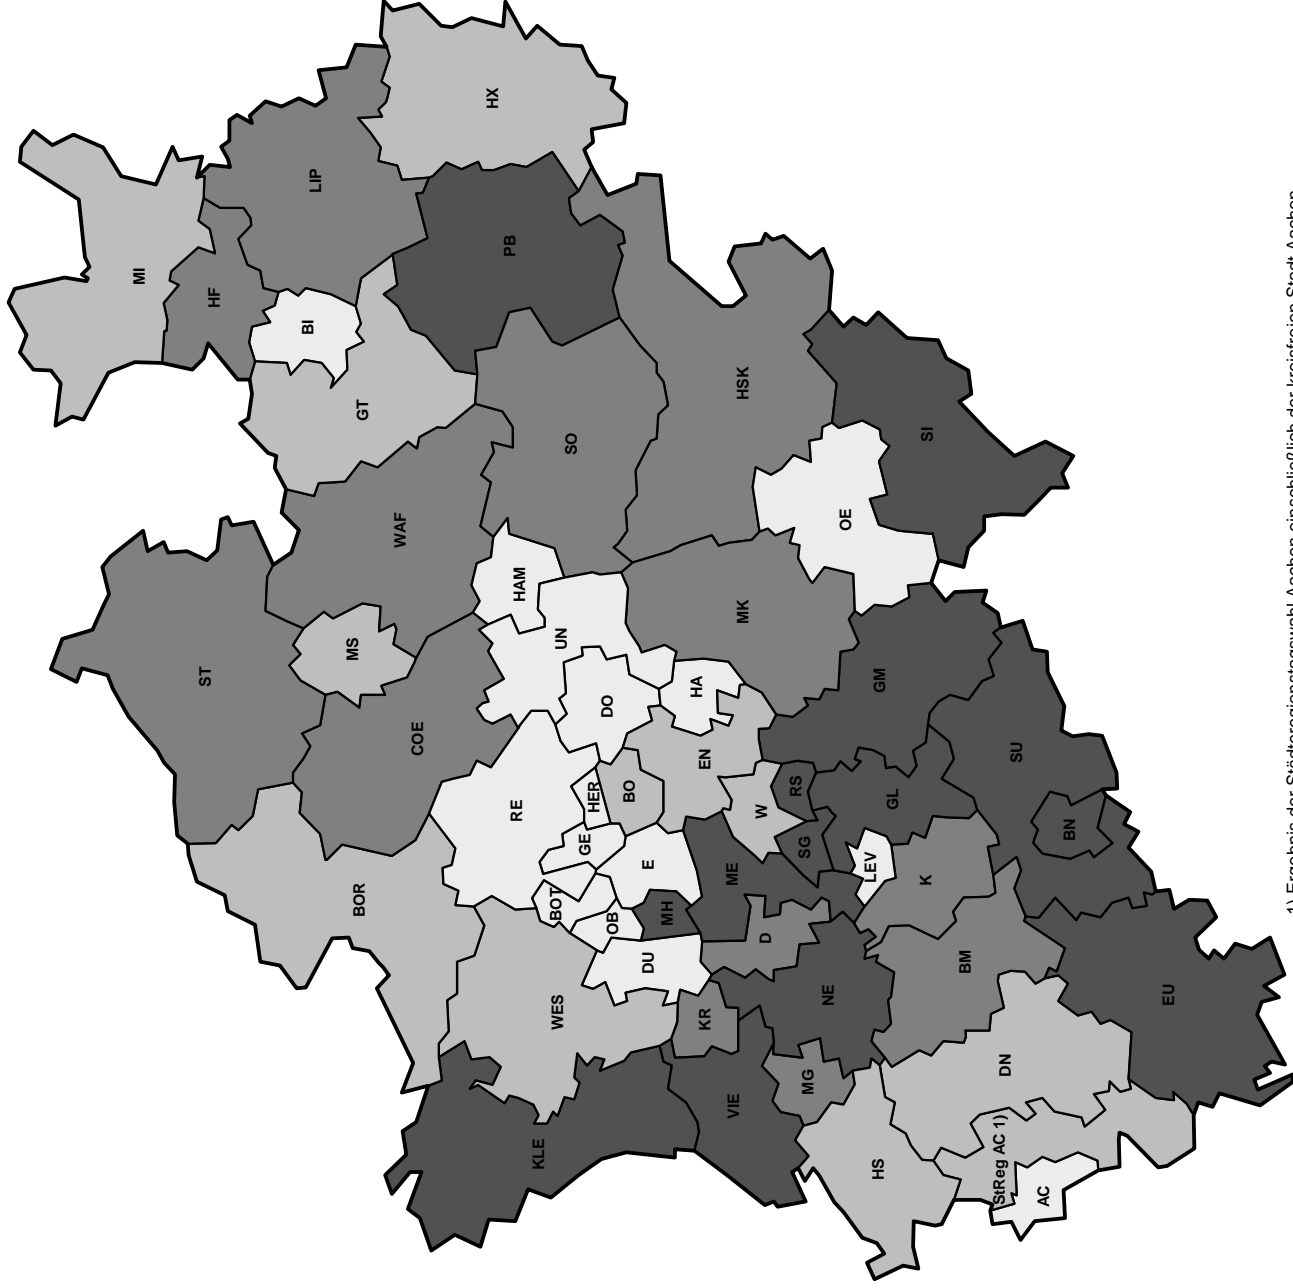 MI
HF
LIP
HX
BI
PB
GT
HSK
SO
SI
WAF
OE
ST
MS
HAM
UN
MK
COE
DO
HA
GM
EN
RE
HER
BO
W
RS
GL
SU
BN
GE
E
ME
SG
LEV
K
BOR
BOT
OB
MH
D
BM
DU
NE
EU
WES
KR
MG
DN
KLE
VIE
HS
StReg AC 1)
AC
1) Ergebnis der Städteregionstagswahl Aachen einschließlich der kreisfreien Stadt Aachen